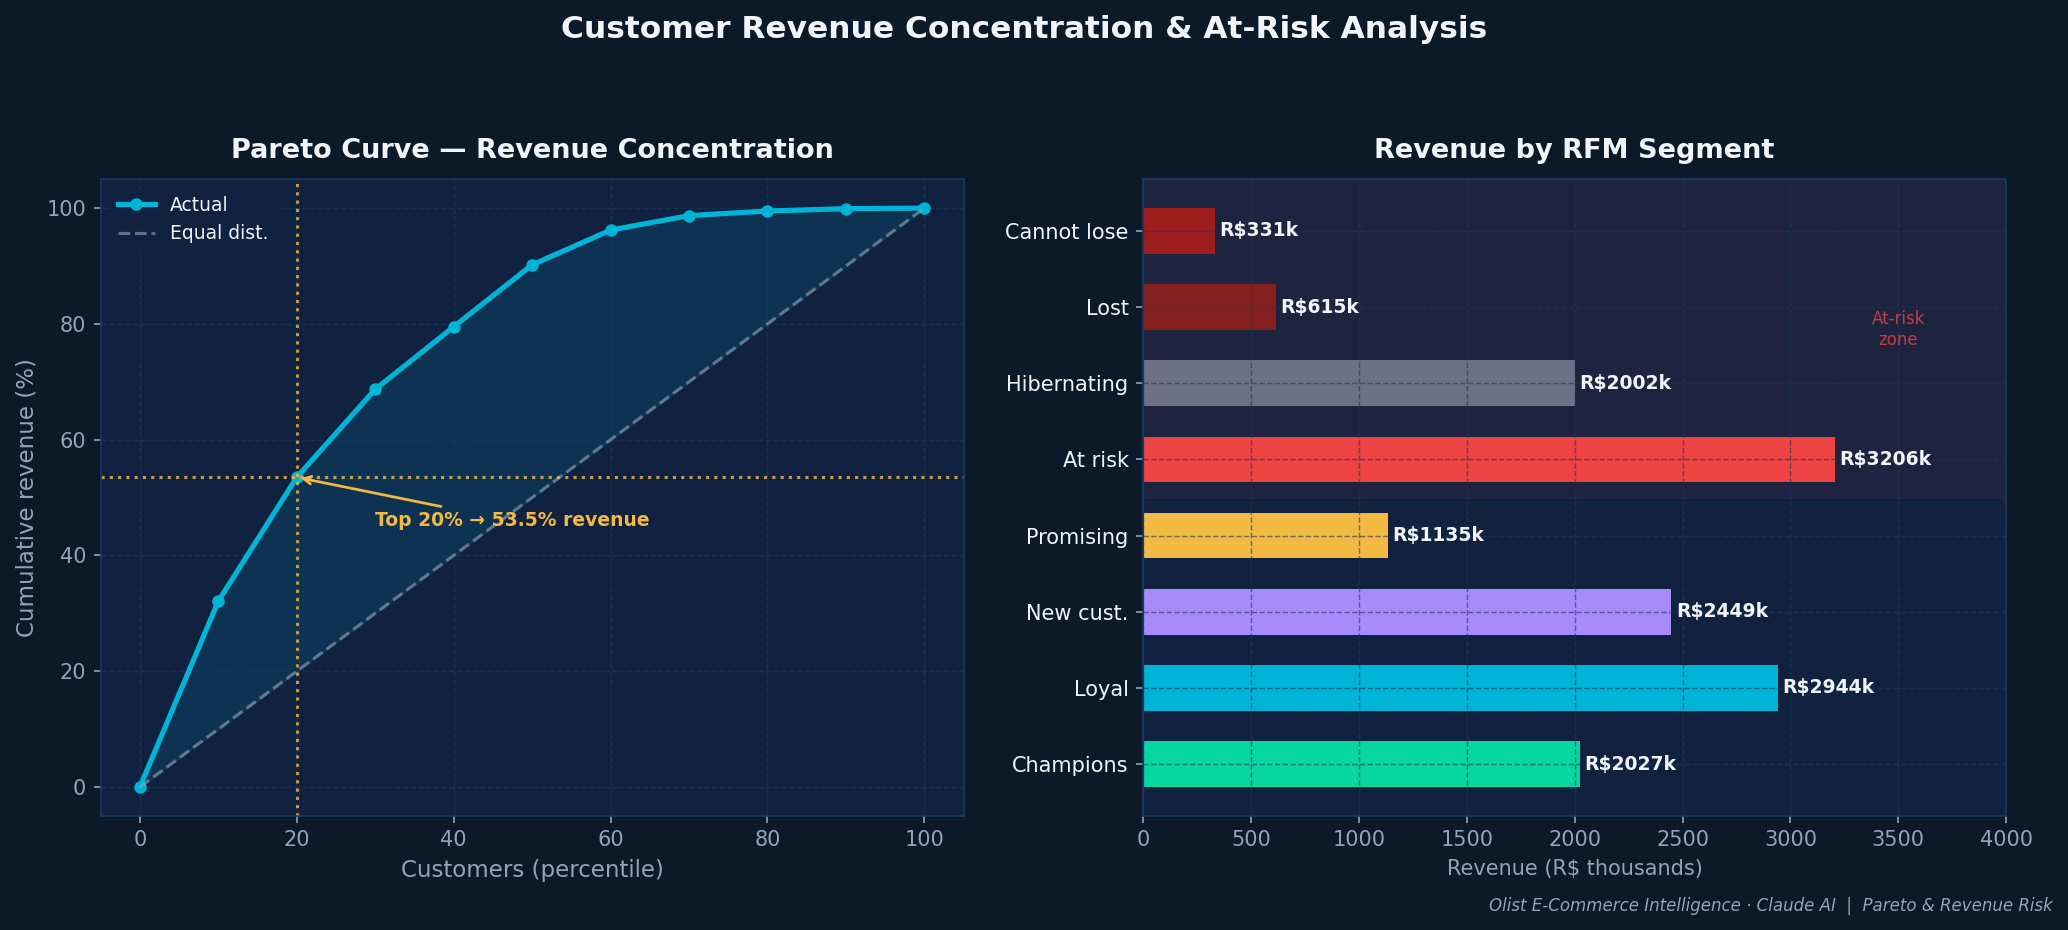 Customer Revenue Concentration & At-Risk Analysis
Pareto Curve — Revenue Concentration
Actual
Equal dist.
100
80
60
40
20
0
Cumulative revenue (%)
Top 20% → 53.5% revenue
0 20 40 60 80 100
Customers (percentile)
Revenue by RFM Segment
Cannot lose R$331k
Lost R$615k
At-risk
zone
Hibernating R$2002k
At risk R$3206k
Promising R$1135k
New cust. R$2449k
Loyal R$2944k
Champions R$2027k
0 500 1000 1500 2000 2500 3000 3500 4000
Revenue (R$ thousands)
Olist E-Commerce Intelligence · Claude AI | Pareto & Revenue Risk